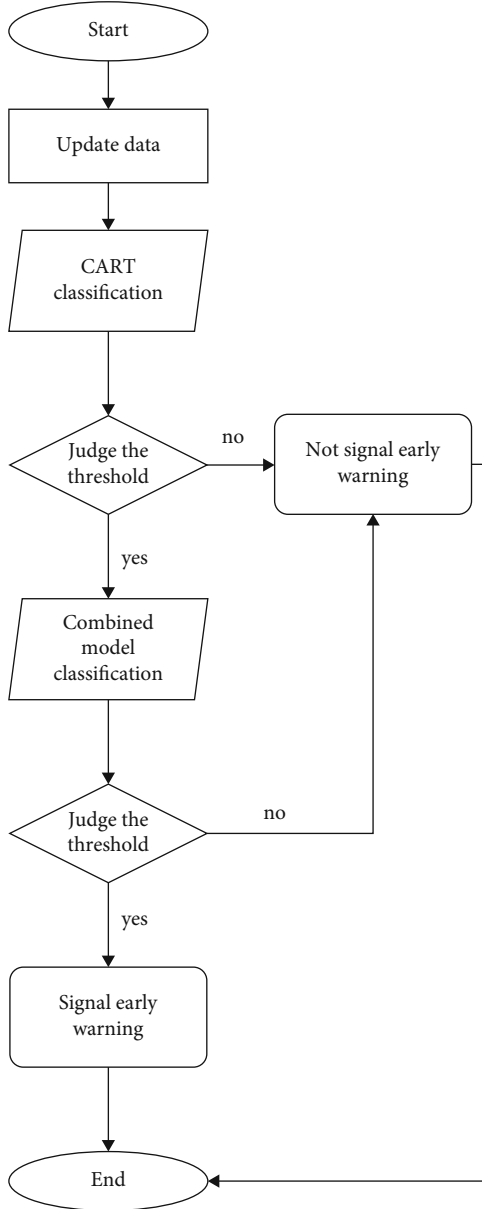 Start
Update data
CART
classification
Judge the
threshold
no
Not signal early
warning
yes
Combined
model
classification
Judge the
threshold
no
yes
Signal early
warning
End